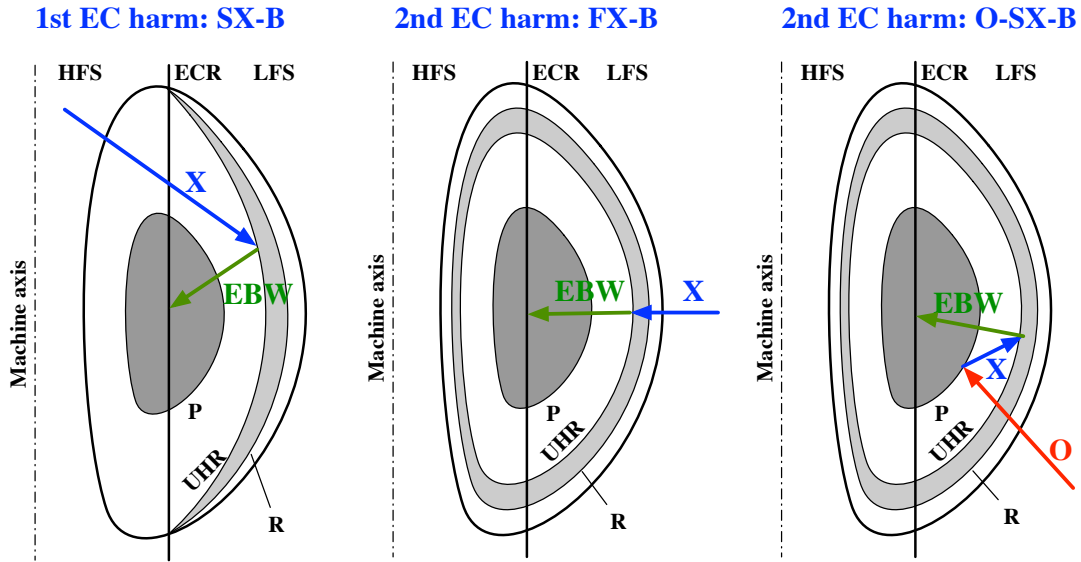 1st EC harm: SX-B
HFS
ECR
LFS
X
EBW
Machine axis
P
UHR
R
2nd EC harm: FX-B
HFS
ECR
LFS
EBW
X
Machine axis
P
UHR
R
2nd EC harm: O-SX-B
HFS
ECR
LFS
EBW
X
Machine axis
P
UHR
O
R